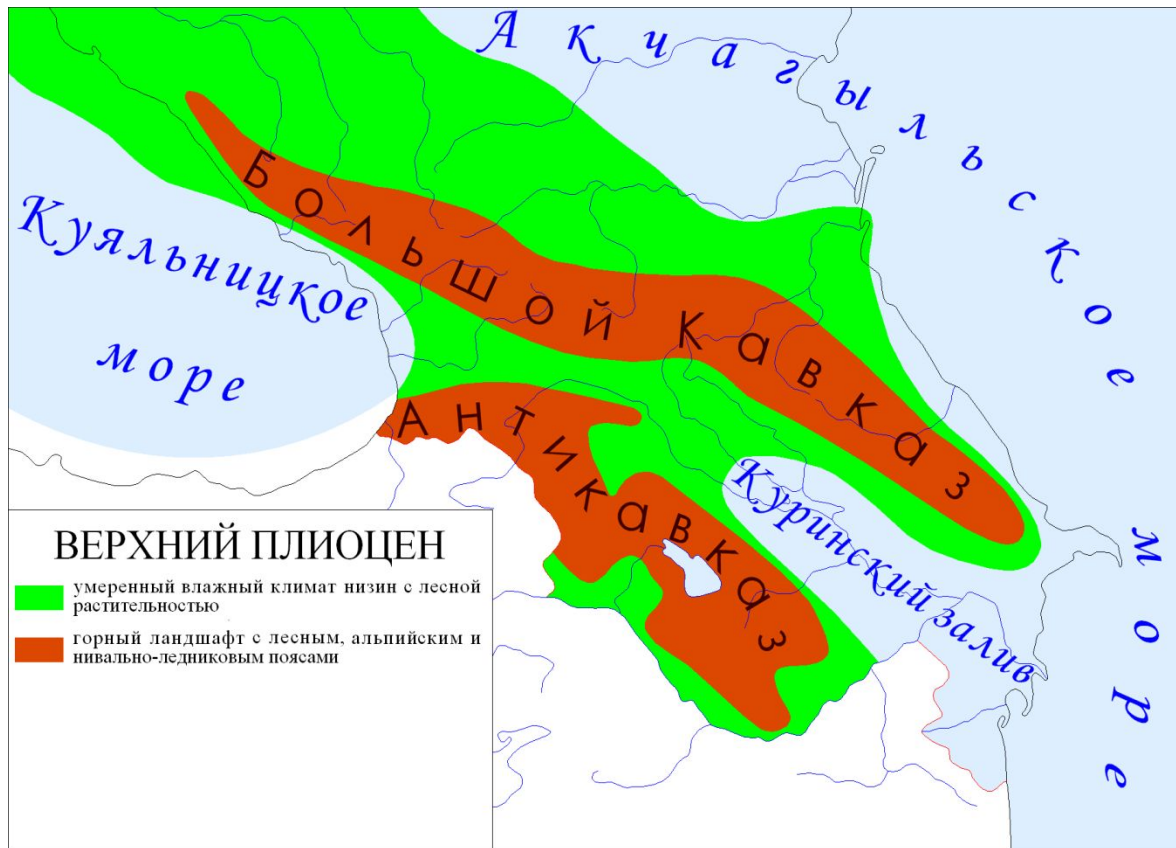 Акчагыльское море
Большой Кавказ
Куяльницкое
море
Антикавказ
Куринский залив
ВЕРХНИЙ ПЛИОЦЕН
умеренный влажный климат низин с лесной
растительностью
горный ландшафт с лесным, альпийским и
нивально-ледниковым поясами